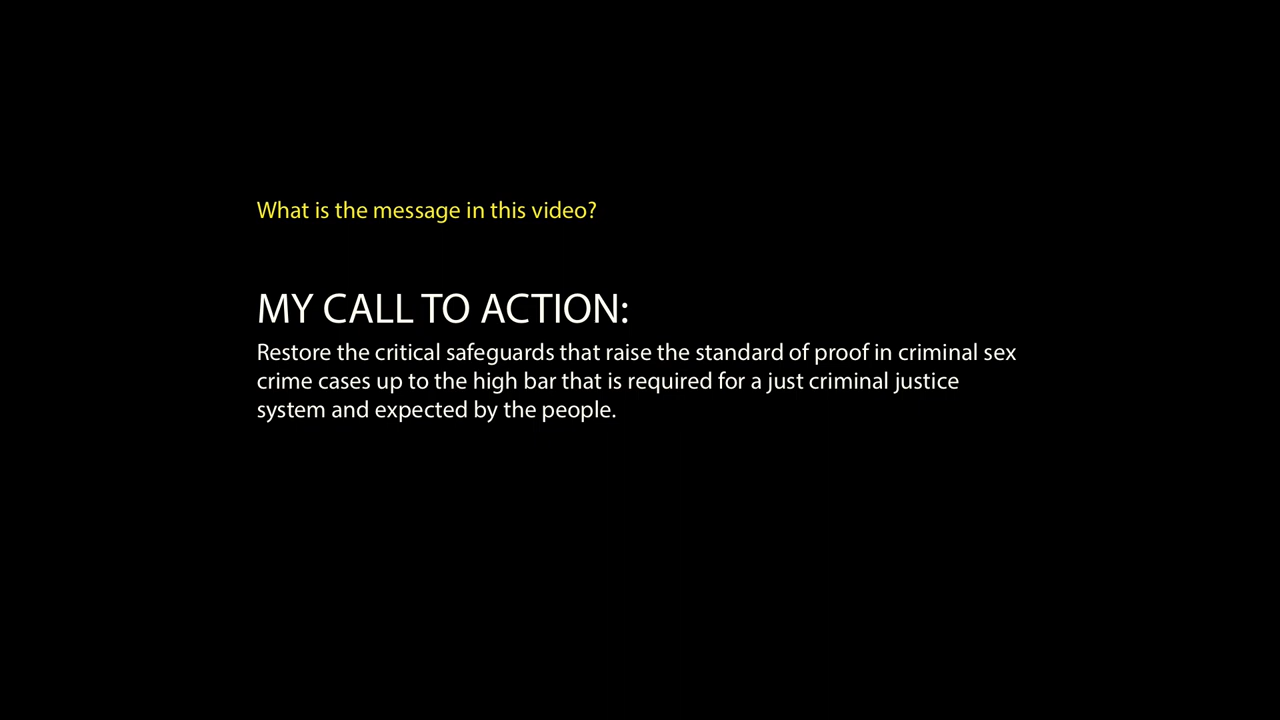 What is the message in this video?
MY CALL TO ACTION:
Restore the critical safeguards that raise the standard of proof in criminal sex
crime cases up to the high bar that is required for a just criminal justice
system and expected by the people.